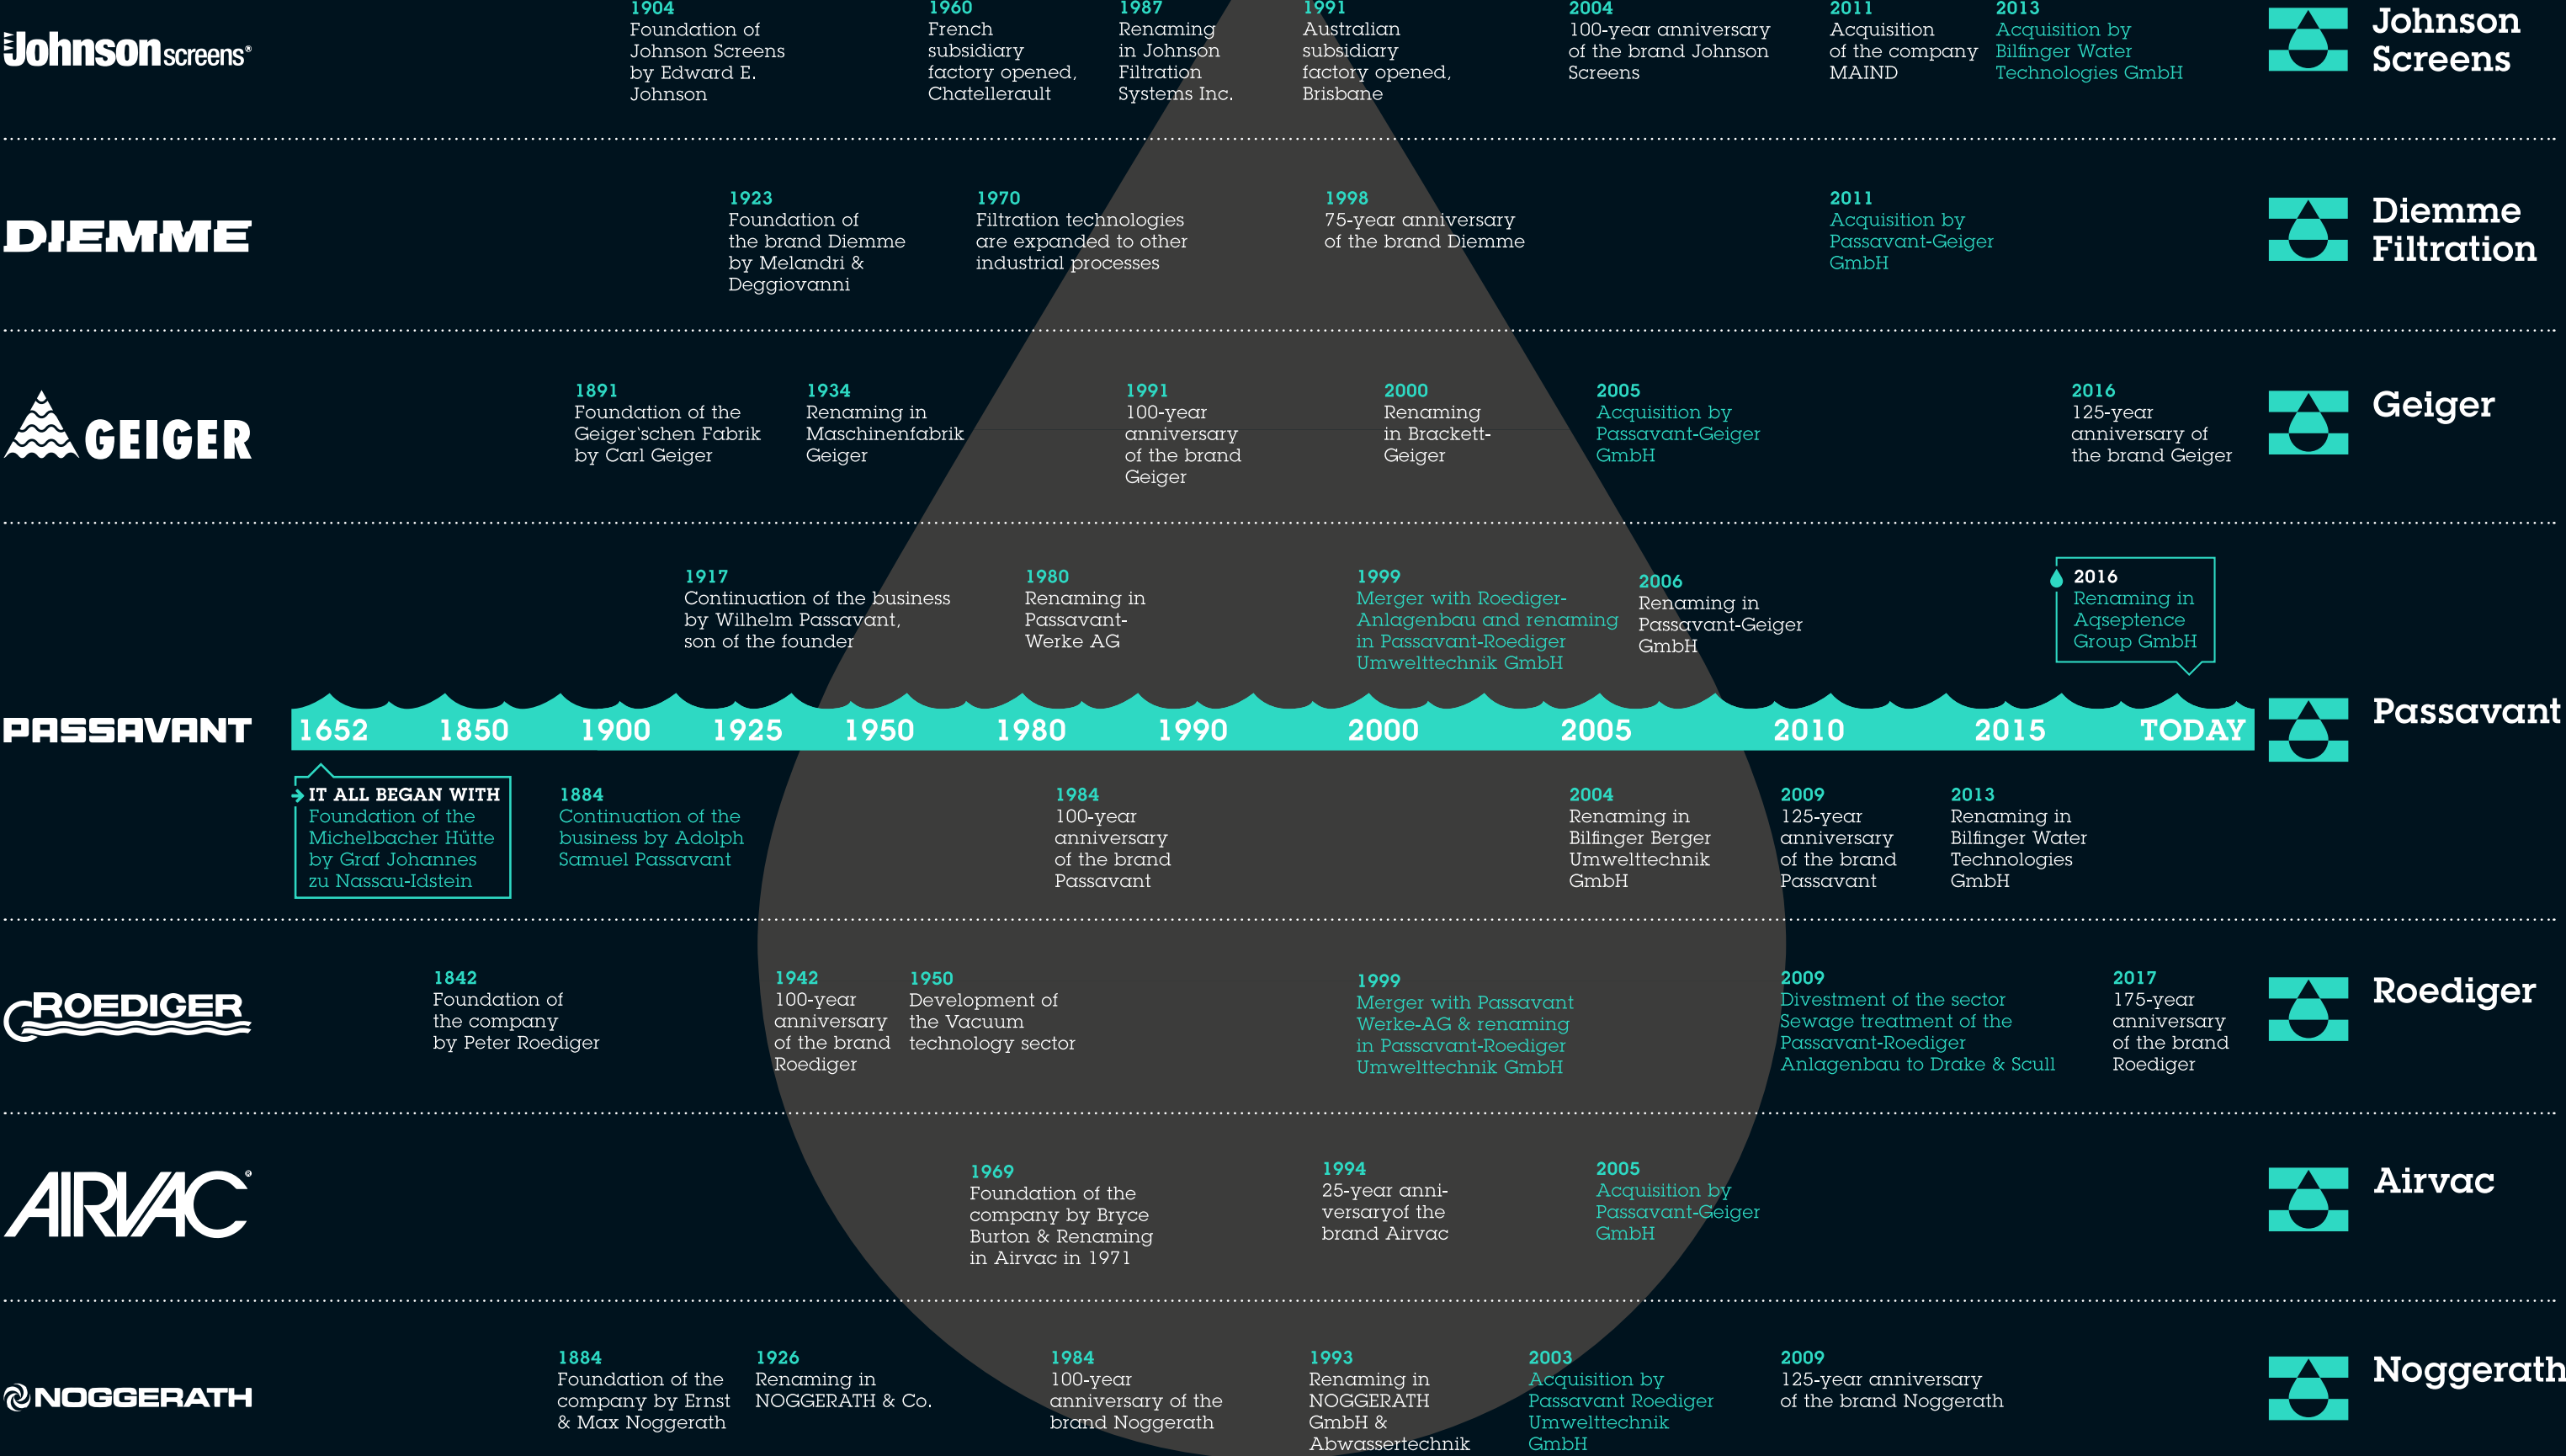 Johnson screens®
1904
Foundation of
Johnson Screens
by Edward E.
Johnson
1960
French
subsidiary
factory opened,
Chatellerault
1987
Renaming
in Johnson
Filtration
Systems Inc.
1991
Australian
subsidiary
factory opened,
Brisbane
2004
100-year anniversary
of the brand Johnson
Screens
2011
Acquisition
of the company
MAIND
2013
Acquisition by
Bilfinger Water
Technologies GmbH
Johnson
Screens
DIEMME
1923
Foundation of
the brand Diemme
by Melandri &
Deggiovanni
1970
Filtration technologies
are expanded to other
industrial processes
1998
75-year anniversary
of the brand Diemme
2011
Acquisition by
Passavant-Geiger
GmbH
Diemme
Filtration
GEIGER
1891
Foundation of the
Geiger`schen Fabrik
by Carl Geiger
1934
Renaming in
Maschinenfabrik
Geiger
1991
100-year
anniversary
of the brand
Geiger
2000
Renaming
in Brackett-
Geiger
2005
Acquisition by
Passavant-Geiger
GmbH
2016
125-year
anniversary of
the brand Geiger
Geiger
1917
Continuation of the business
by Wilhelm Passavant,
son of the founder
1980
Renaming in
Passavant-
Werke AG
1999
Merger with Roediger-
Anlagenbau and renaming
in Passavant-Roediger
Umwelttechnik GmbH
2006
Renaming in
Passavant-Geiger
GmbH
2016
Renaming in
Aqseptence
Group GmbH
PASSAVANT
1652 1850 1900 1925 1950 1980 1990 2000 2005 2010 2015 TODAY
Passavant
IT ALL BEGAN WITH
Foundation of the
Michelbacher Hütte
by Graf Johannes
zu Nassau-Idstein
1884
Continuation of the
business by Adolph
Samuel Passavant
1984
100-year
anniversary
of the brand
Passavant
2004
Renaming in
Bilfinger Berger
Umwelttechnik
GmbH
2009
125-year
anniversary
of the brand
Passavant
2013
Renaming in
Bilfinger Water
Technologies
GmbH
ROEDIGER
1842
Foundation of
the company
by Peter Roediger
1942
100-year
anniversary
of the brand
Roediger
1950
Development of
the Vacuum
technology sector
1999
Merger with Passavant
Werke-AG & renaming
in Passavant-Roediger
Umwelttechnik GmbH
2009
Divestment of the sector
Sewage treatment of the
Passavant-Roediger
Anlagenbau to Drake & Scull
2017
175-year
anniversary
of the brand
Roediger
Roediger
AIRVAC®
1969
Foundation of the
company by Bryce
Burton & Renaming
in Airvac in 1971
1994
25-year anni-
versaryof the
brand Airvac
2005
Acquisition by
Passavant-Geiger
GmbH
Airvac
NOGGERATH
1884
Foundation of the
company by Ernst
& Max Noggerath
1926
Renaming in
NOGGERATH & Co.
1984
100-year
anniversary of the
brand Noggerath
1993
Renaming in
NOGGERATH
GmbH &
Abwassertechnik
2003
Acquisition by
Passavant Roediger
Umwelttechnik
GmbH
2009
125-year anniversary
of the brand Noggerath
Noggerath